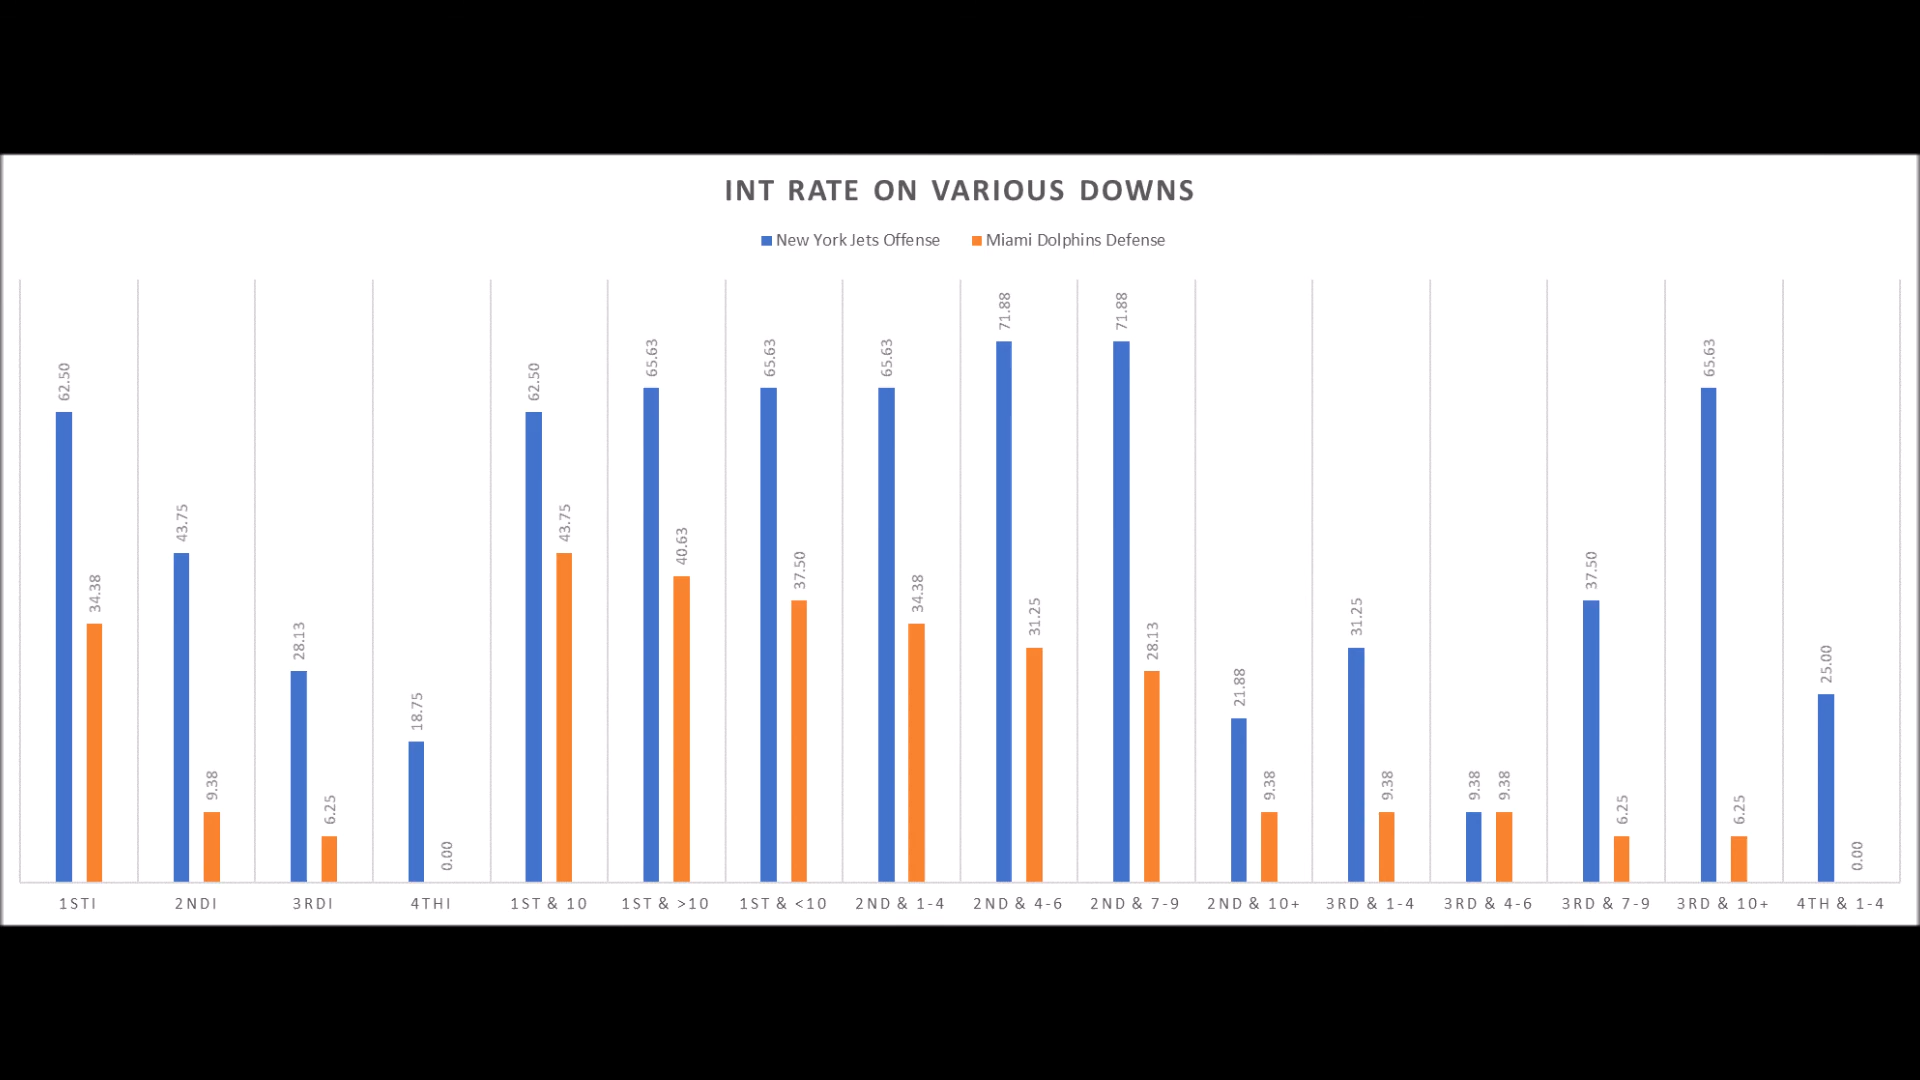 INT RATE ON VARIOUS DOWNS
New York Jets Offense Miami Dolphins Defense
62.50 34.38 43.75 9.38 28.13 6.25 18.75 0.00 62.50 43.75 65.63 40.63 65.63 37.50 65.63 34.38 71.88 31.25 71.88 28.13 21.88 9.38 31.25 9.38 9.38 9.38 37.50 6.25 65.63 6.25 25.00 0.00
1STI 2NDI 3RDI 4THI 1ST & 10 1ST & >10 1ST & <10 2ND & 1-4 2ND & 4-6 2ND & 7-9 2ND & 10+ 3RD & 1-4 3RD & 4-6 3RD & 7-9 3RD & 10+ 4TH & 1-4